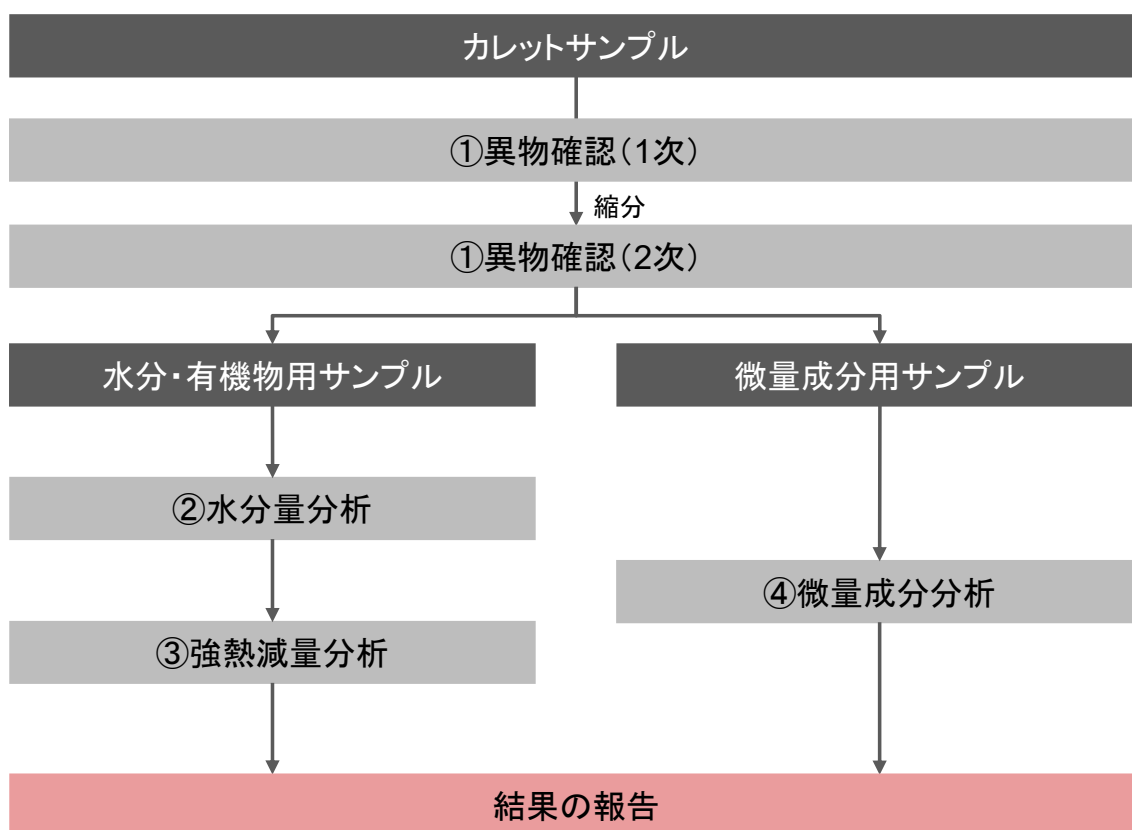 カレットサンプル
①異物確認(1次)
縮分
①異物確認(2次)
水分・有機物用サンプル
微量成分用サンプル
②水分量分析
④微量成分分析
③強熱減量分析
結果の報告